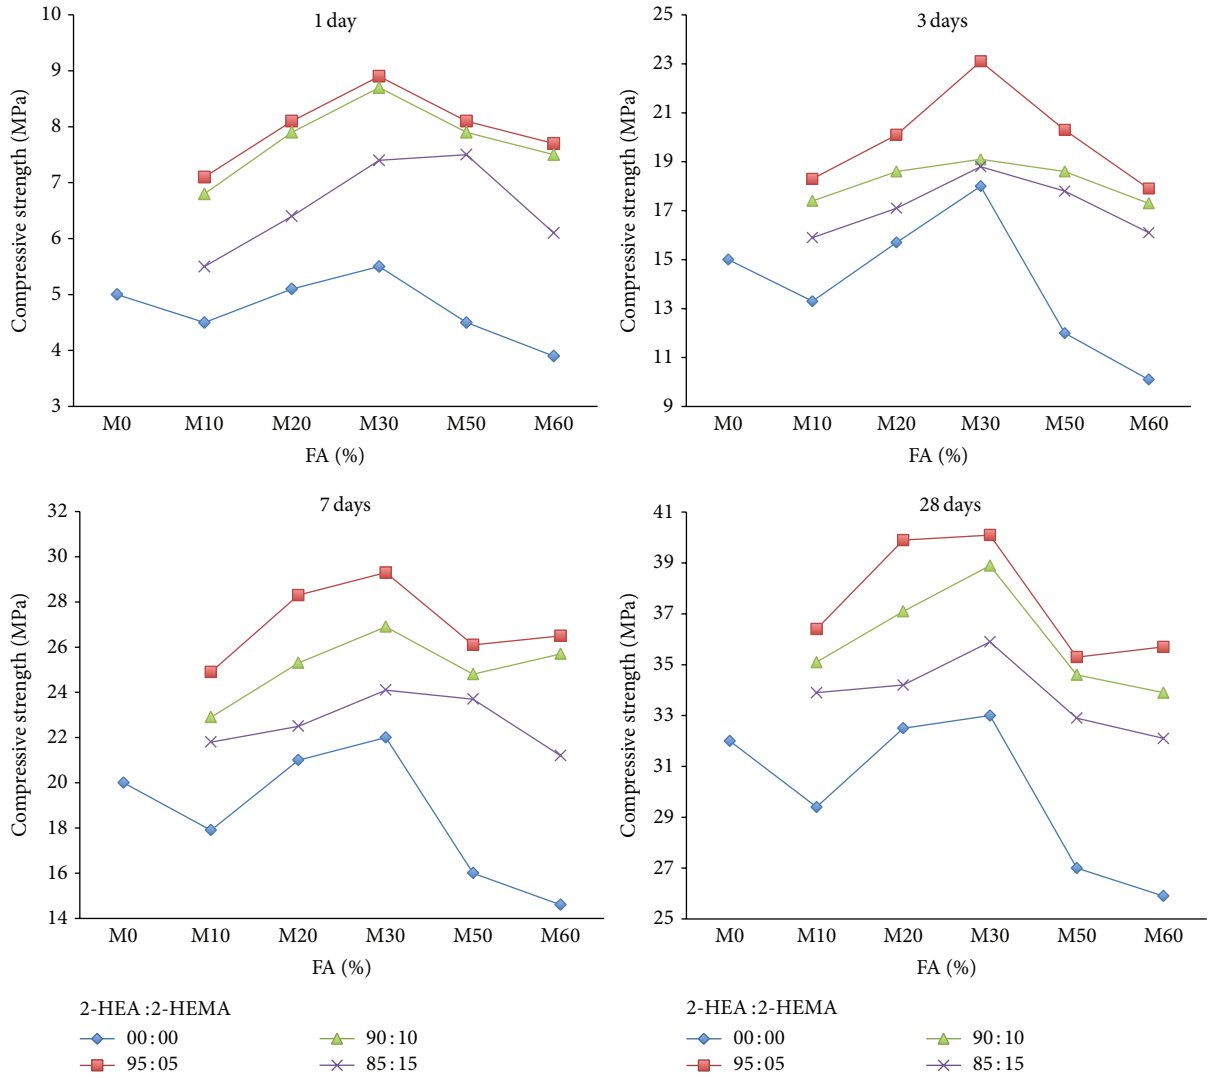 1 day
Compressive strength (MPa)
10
9
8
7
6
5
4
3
M0 M10 M20 M30 M50 M60
FA (%)
3 days
Compressive strength (MPa)
25
23
21
19
17
15
13
11
9
M0 M10 M20 M30 M50 M60
FA (%)
7 days
Compressive strength (MPa)
32
30
28
26
24
22
20
18
16
14
M0 M10 M20 M30 M50 M60
FA (%)
2-HEA:2-HEMA
00:00 90:10
95:05 85:15
28 days
Compressive strength (MPa)
41
39
37
35
33
31
29
27
25
M0 M10 M20 M30 M50 M60
FA (%)
2-HEA:2-HEMA
00:00 90:10
95:05 85:15